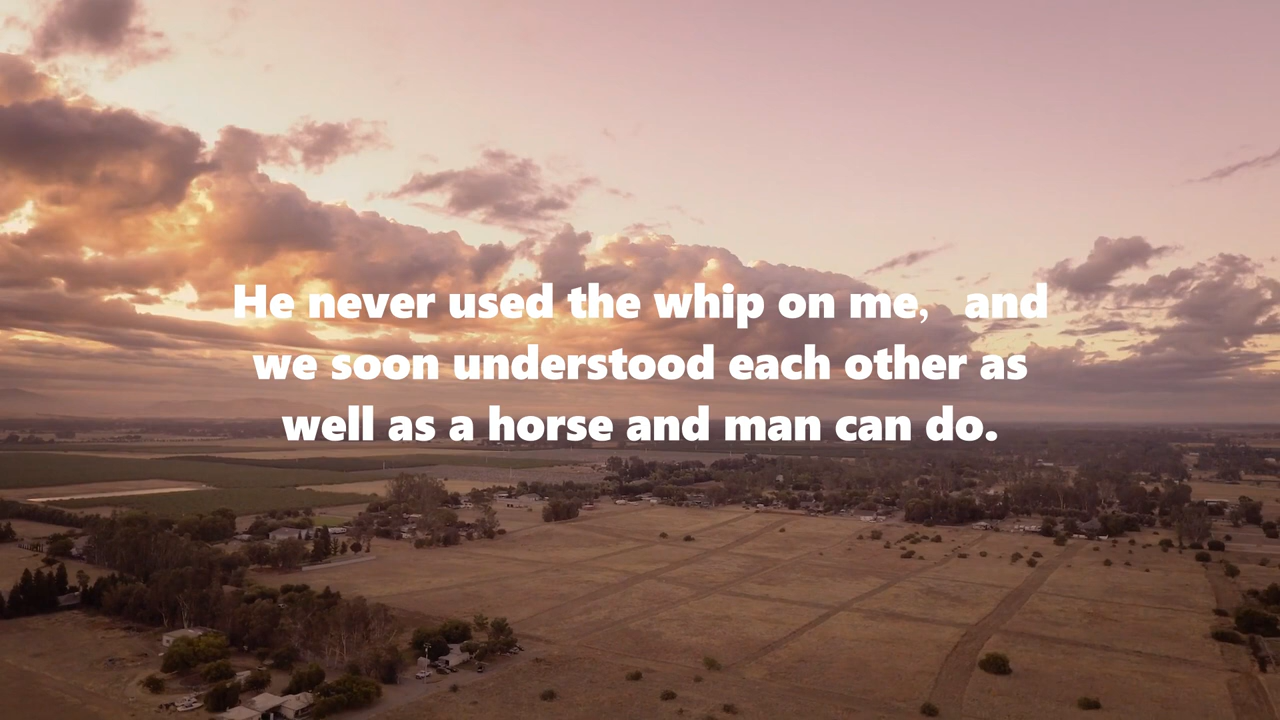 He never used the whip on me， and
we soon understood each other as
well as a horse and man can do.